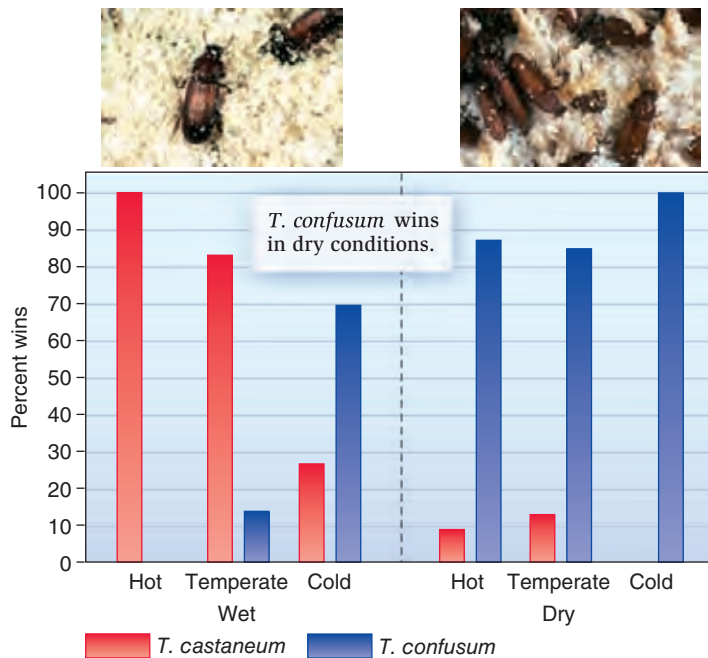 100
90
80
70
60
50
40
30
20
10
0
Percent wins
T. confusum wins
in dry conditions.
Hot Temperate Cold Hot Temperate Cold
Wet Dry
T. castaneum T. confusum